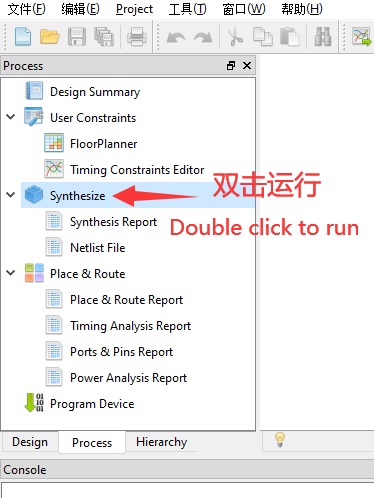 文件(F) 编辑(E) Project 工具(T) 窗口(W) 帮助(H)
Process
Design Summary
User Constraints
FloorPlanner
Timing Constraints Editor
Synthesize
双击运行
Synthesis Report
Double click to run
Netlist File
Place & Route
Place & Route Report
Timing Analysis Report
Ports & Pins Report
Power Analysis Report
Program Device
Design Process Hierarchy
Console